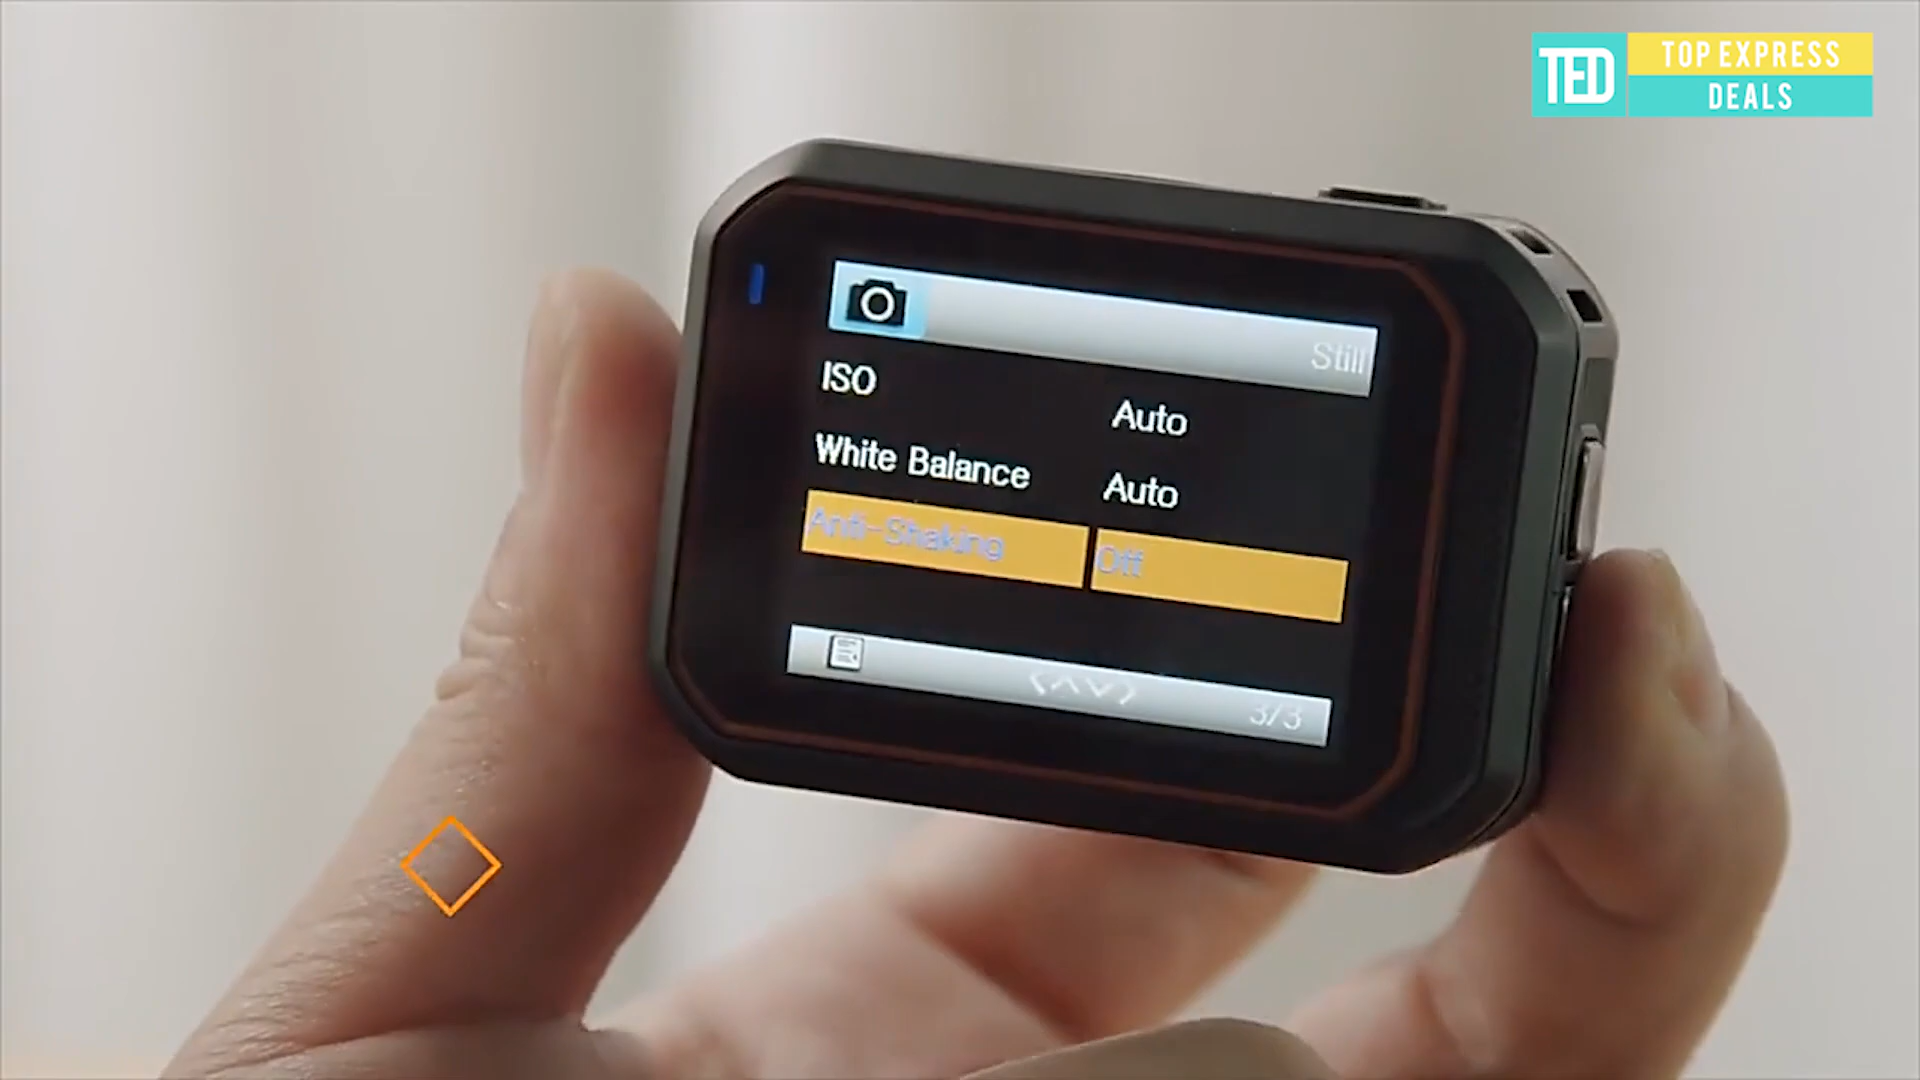 TED
TOP EXPRESS
DEALS
Still
ISO Auto
White Balance Auto
Anti-Shaking Off
3/3